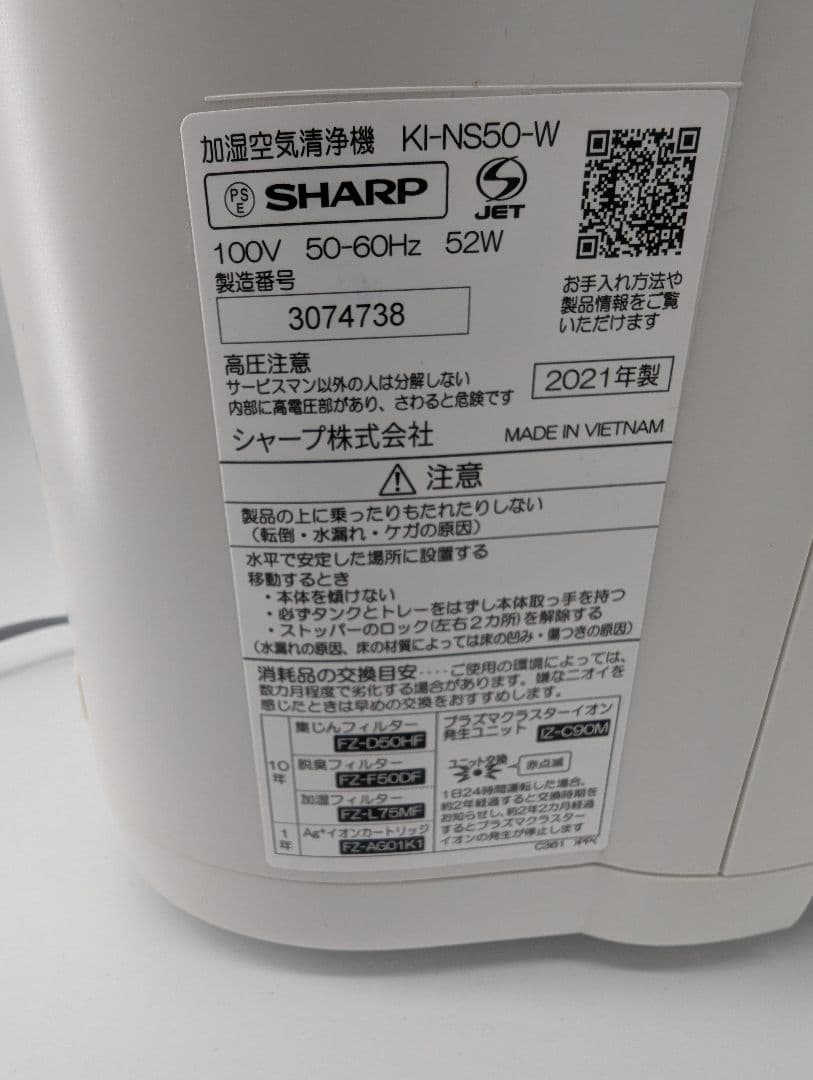 加湿空気清浄機 KI-NS50-W
PS
E
SHARP
JET
100V 50-60Hz 52W
製造番号
3074738
お手入れ方法や
製品情報をご覧
いただけます
高圧注意
サービスマン以外の人は分解しない
内部に高電圧部があり、さわると危険です
2021年製
シャープ株式会社
MADE IN VIETNAM
注意
製品の上に乗ったりもたれたりしない
（転倒・水漏れ・ケガの原因）
水平で安定した場所に設置する
移動するとき
・本体を傾けない
・必ずタンクとトレーをはずし本体取っ手を持つ
・ストッパーのロック(左右2カ所)を解除する
（水漏れの原因、床の材質によっては床の凹み・傷つきの原因）
消耗品の交換目安････ご使用の環境によっては、
数カ月程度で劣化する場合があります。嫌なニオイを
感じたときは早めの交換をおすすめします。
10年
集じんフィルター
FZ-D50HF
脱臭フィルター
FZ-F50DF
加湿フィルター
FZ-L75MF
1年
Ag⁺イオンカートリッジ
FZ-AG01K1
プラズマクラスターイオン
発生ユニット IZ-C90M
ユニット交換
赤点滅
1日24時間運転した場合、
約2年経過すると交換時期を
お知らせし、約2年2カ月経過
するとプラズマクラスター
イオンの発生が停止します
C361